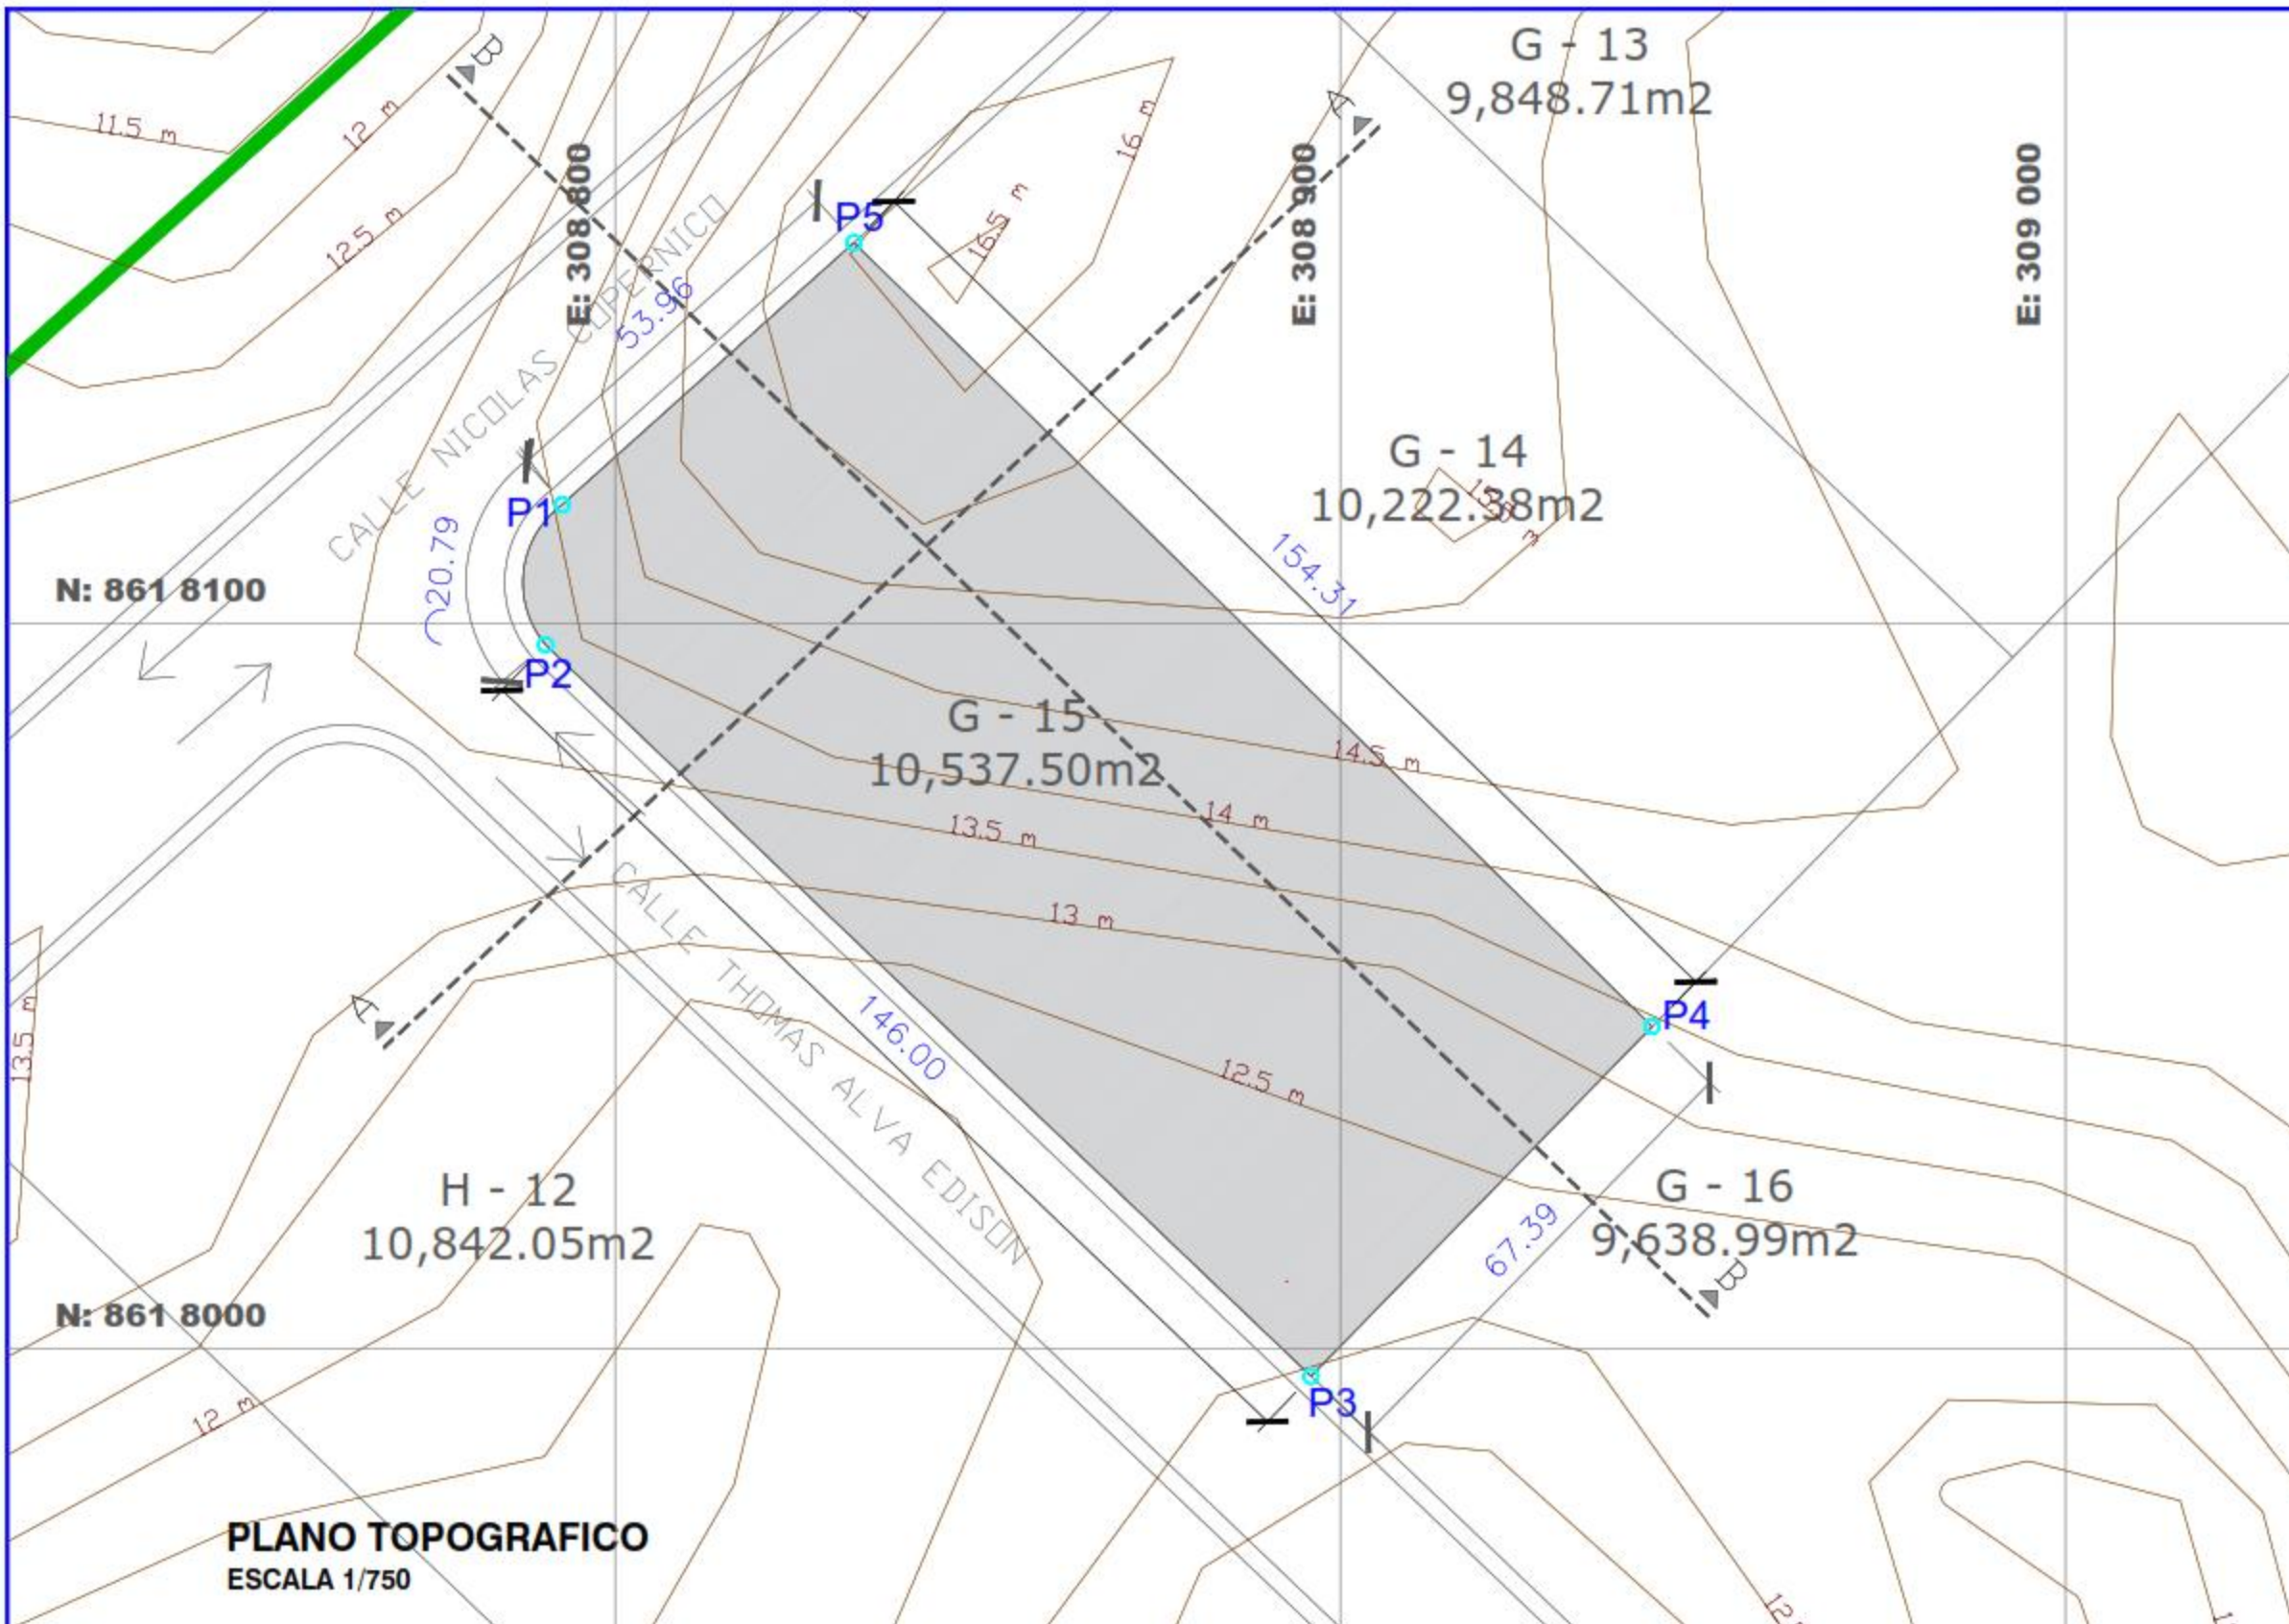 G - 13
9,848.71m2
B
A
11.5 m
12 m
12.5 m
16 m
16.5 m
E: 308 800
E: 308 900
E: 309 000
P5
CALLE NICOLAS COPERNICO
53.96
G - 14
10,222.38m2
P1
20.79
154.31
N: 861 8100
P2
G - 15
10,537.50m2
14.5 m
14 m
13.5 m
13 m
CALLE THOMAS ALVA EDISON
146.00
A
13.5 m
P4
12.5 m
H - 12
10,842.05m2
G - 16
9,638.99m2
67.39
B
N: 861 8000
P3
12 m
PLANO TOPOGRAFICO
ESCALA 1/750